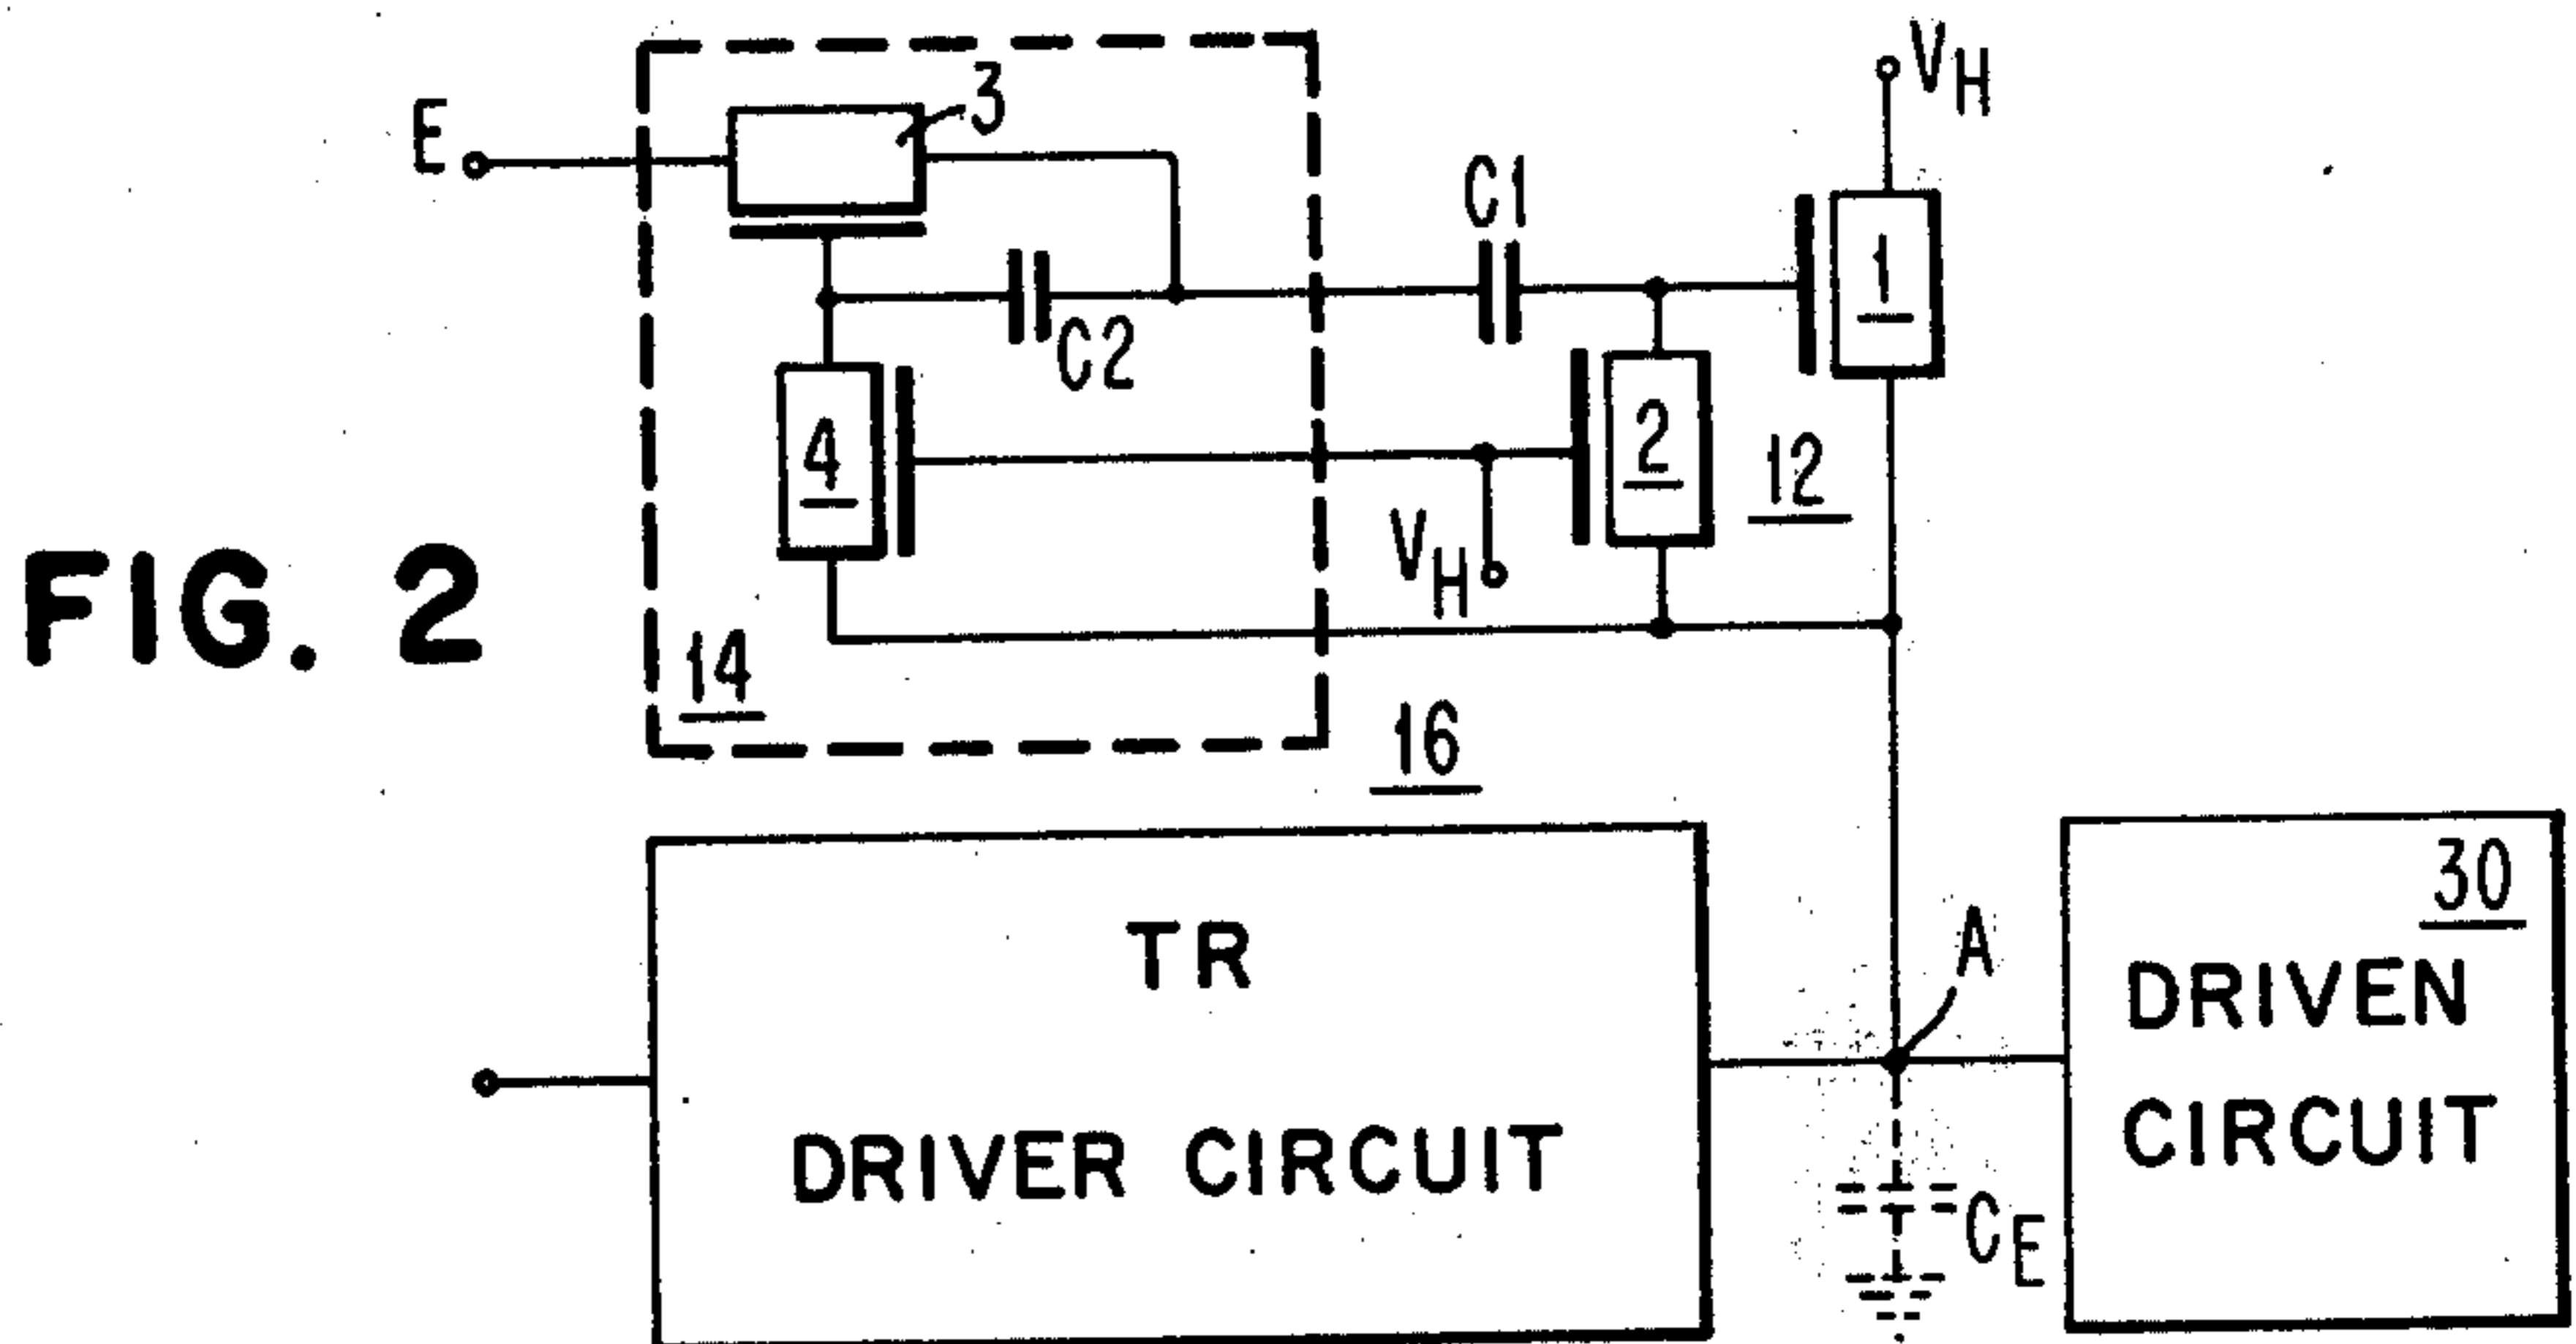 E
3
V_H
C1
1
C2
4
2
12
V_H
FIG. 2
14
16
TR
DRIVER CIRCUIT
A
30
DRIVEN
CIRCUIT
C_E